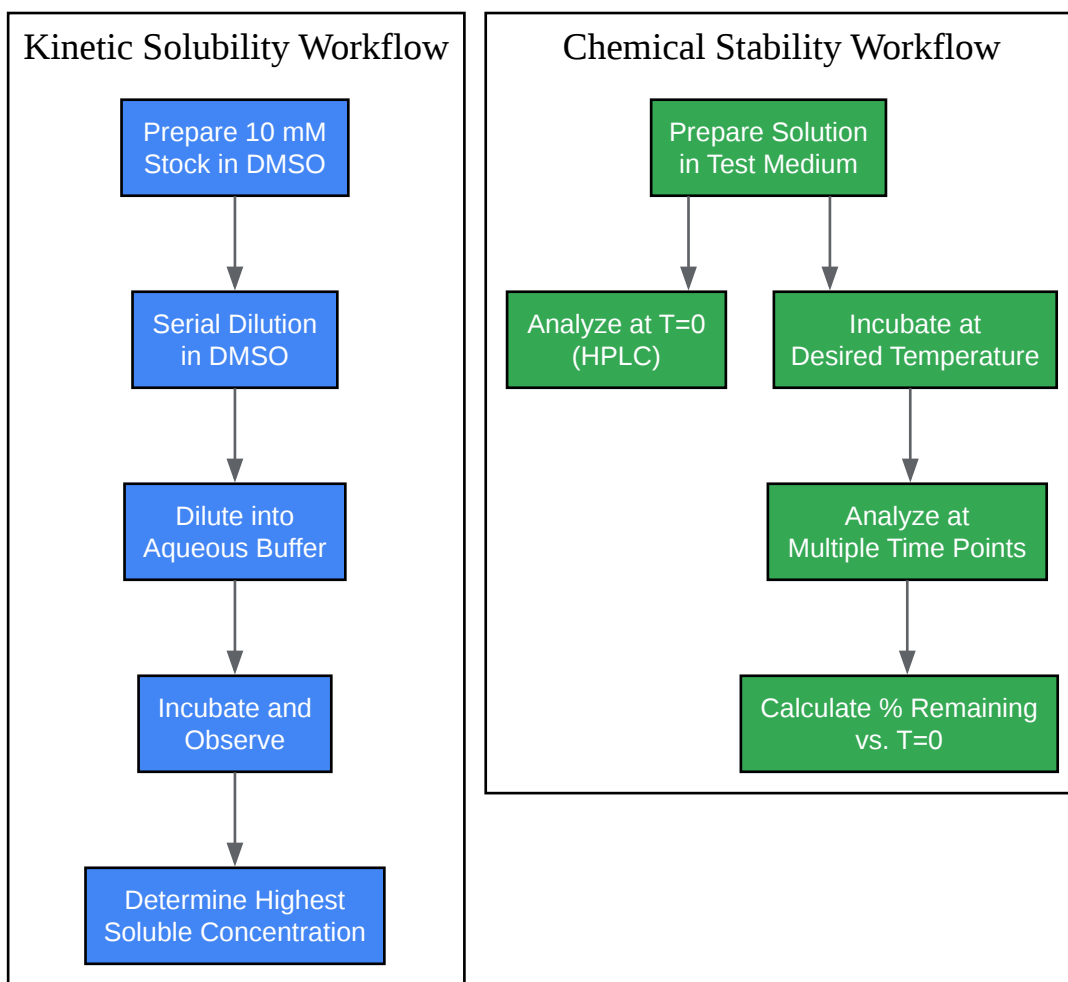 Kinetic Solubility Workflow
Prepare 10 mM
Stock in DMSO
Serial Dilution
in DMSO
Dilute into
Aqueous Buffer
Incubate and
Observe
Determine Highest
Soluble Concentration
Chemical Stability Workflow
Prepare Solution
in Test Medium
Analyze at T=0
(HPLC)
Incubate at
Desired Temperature
Analyze at
Multiple Time Points
Calculate % Remaining
vs. T=0